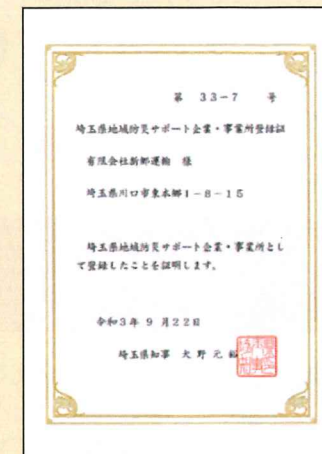 第 33-7 号
埼玉県地域防災サポート企業・事業所登録証
有限会社新郷運輸 様
埼玉県川口市東本郷1-8-15
埼玉県地域防災サポート企業・事業所とし
て登録したことを証明します。
令和3年9月22日
埼玉県知事 大野元裕